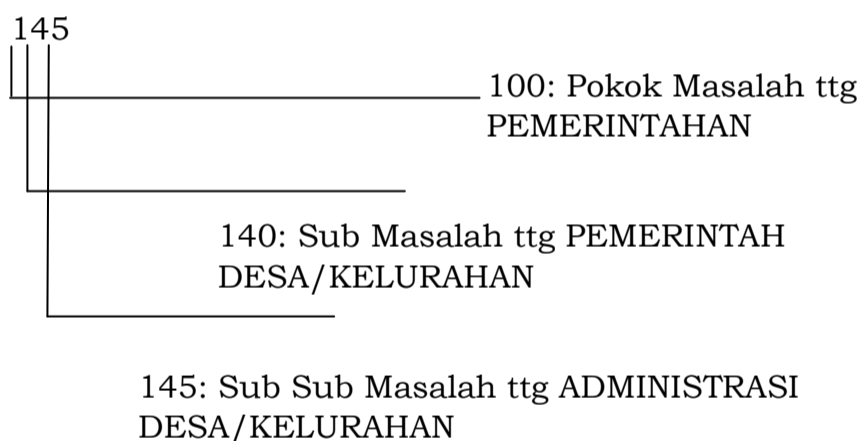 145
100: Pokok Masalah ttg
PEMERINTAHAN
140: Sub Masalah ttg PEMERINTAH
DESA/KELURAHAN
145: Sub Sub Masalah ttg ADMINISTRASI
DESA/KELURAHAN